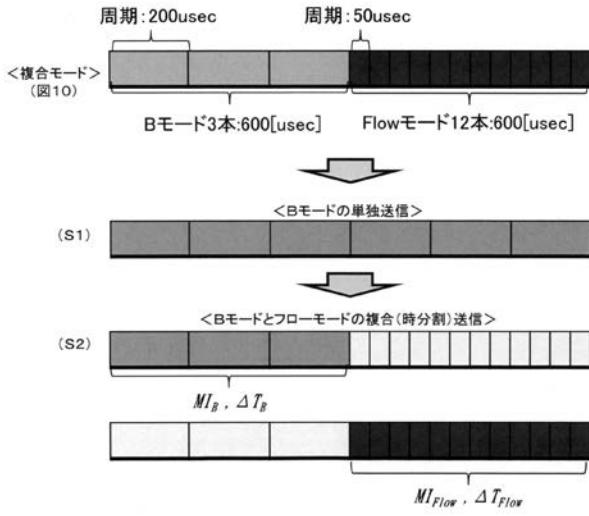 周期:200usec
周期:50usec
<複合モード>
(図10)
Bモード3本:600[usec]
Flowモード12本:600[usec]
<Bモードの単独送信>
(S1)
<Bモードとフローモードの複合(時分割)送信>
(S2)
MI_B , ΔT_B
MI_Flow , ΔT_Flow